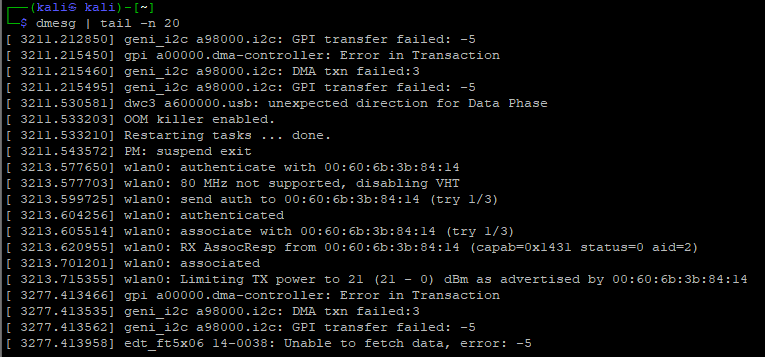 ┌──(kali㉿kali)-[~]
└─$ dmesg | tail -n 20
[ 3211.212850] geni_i2c a98000.i2c: GPI transfer failed: -5
[ 3211.215450] gpi a00000.dma-controller: Error in Transaction
[ 3211.215460] geni_i2c a98000.i2c: DMA txn failed:3
[ 3211.215495] geni_i2c a98000.i2c: GPI transfer failed: -5
[ 3211.530581] dwc3 a600000.usb: unexpected direction for Data Phase
[ 3211.533203] OOM killer enabled.
[ 3211.533210] Restarting tasks ... done.
[ 3211.543572] PM: suspend exit
[ 3213.577650] wlan0: authenticate with 00:60:6b:3b:84:14
[ 3213.577703] wlan0: 80 MHz not supported, disabling VHT
[ 3213.599725] wlan0: send auth to 00:60:6b:3b:84:14 (try 1/3)
[ 3213.604256] wlan0: authenticated
[ 3213.605514] wlan0: associate with 00:60:6b:3b:84:14 (try 1/3)
[ 3213.620955] wlan0: RX AssocResp from 00:60:6b:3b:84:14 (capab=0x1431 status=0 aid=2)
[ 3213.701201] wlan0: associated
[ 3213.715355] wlan0: Limiting TX power to 21 (21 - 0) dBm as advertised by 00:60:6b:3b:84:14
[ 3277.413466] gpi a00000.dma-controller: Error in Transaction
[ 3277.413535] geni_i2c a98000.i2c: DMA txn failed:3
[ 3277.413562] geni_i2c a98000.i2c: GPI transfer failed: -5
[ 3277.413958] edt_ft5x06 14-0038: Unable to fetch data, error: -5